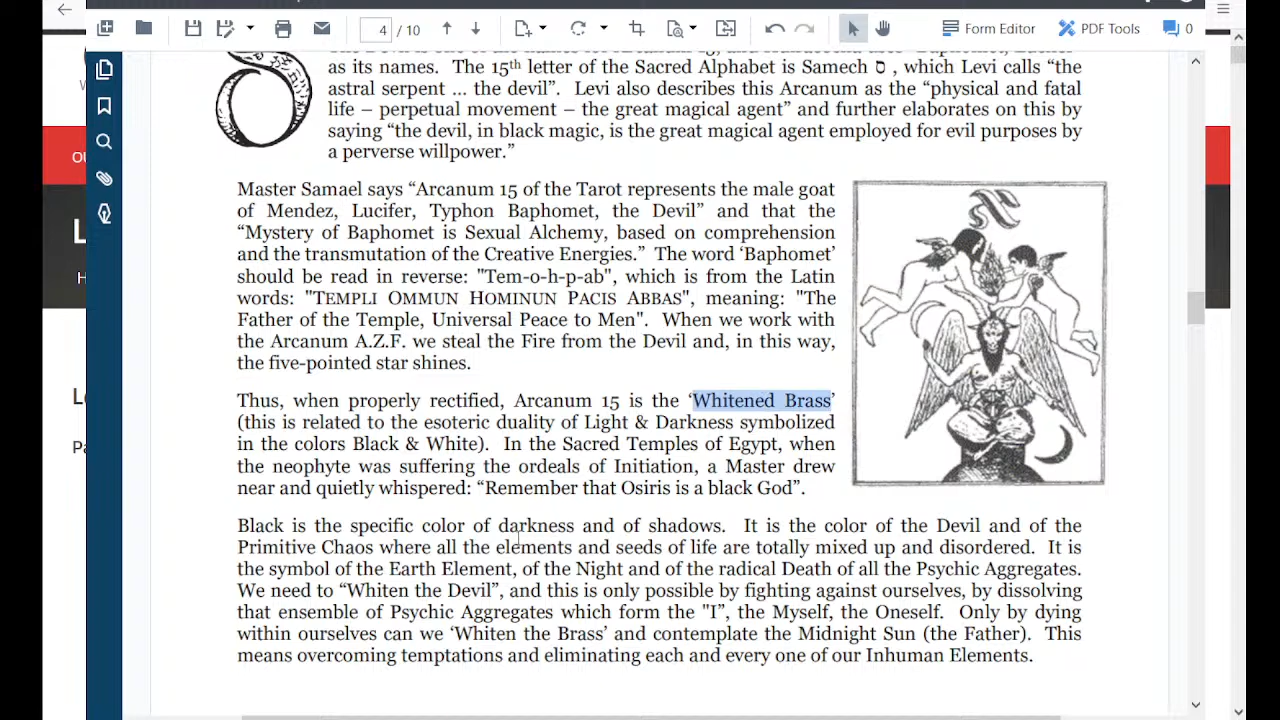 4 / 10
Form Editor
PDF Tools
0
as its names. The 15th letter of the Sacred Alphabet is Samech ס , which Levi calls “the
astral serpent ... the devil”. Levi also describes this Arcanum as the “physical and fatal
life – perpetual movement – the great magical agent” and further elaborates on this by
saying “the devil, in black magic, is the great magical agent employed for evil purposes by
a perverse willpower.”
Master Samael says “Arcanum 15 of the Tarot represents the male goat
of Mendez, Lucifer, Typhon Baphomet, the Devil” and that the
“Mystery of Baphomet is Sexual Alchemy, based on comprehension
and the transmutation of the Creative Energies.” The word ‘Baphomet’
should be read in reverse: "Tem-o-h-p-ab", which is from the Latin
words: "TEMPLI OMMUN HOMINUN PACIS ABBAS", meaning: "The
Father of the Temple, Universal Peace to Men". When we work with
the Arcanum A.Z.F. we steal the Fire from the Devil and, in this way,
the five-pointed star shines.
Thus, when properly rectified, Arcanum 15 is the ‘Whitened Brass’
(this is related to the esoteric duality of Light & Darkness symbolized
in the colors Black & White). In the Sacred Temples of Egypt, when
the neophyte was suffering the ordeals of Initiation, a Master drew
near and quietly whispered: “Remember that Osiris is a black God”.
Black is the specific color of darkness and of shadows. It is the color of the Devil and of the
Primitive Chaos where all the elements and seeds of life are totally mixed up and disordered. It is
the symbol of the Earth Element, of the Night and of the radical Death of all the Psychic Aggregates.
We need to “Whiten the Devil”, and this is only possible by fighting against ourselves, by dissolving
that ensemble of Psychic Aggregates which form the "I”, the Myself, the Oneself. Only by dying
within ourselves can we ‘Whiten the Brass’ and contemplate the Midnight Sun (the Father). This
means overcoming temptations and eliminating each and every one of our Inhuman Elements.